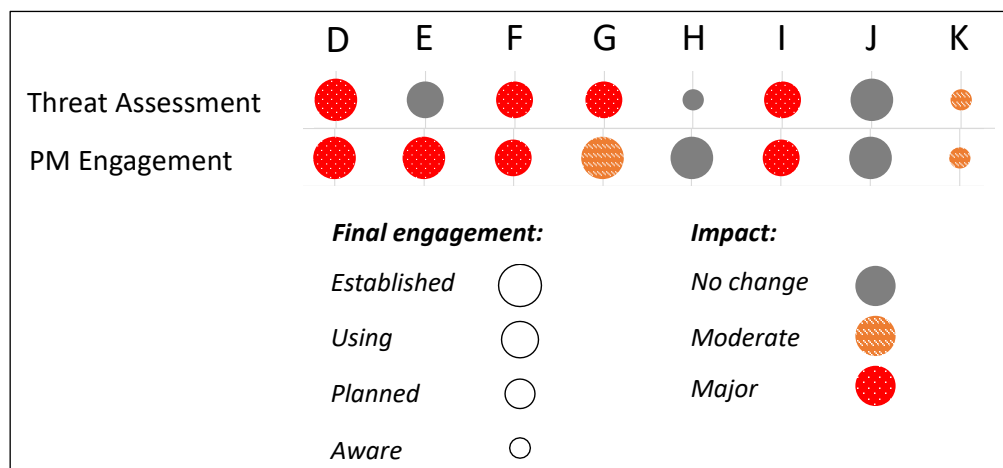 D E F G H I J K
Threat Assessment
PM Engagement
Final engagement: Impact:
Established No change
Using Moderate
Planned Major
Aware